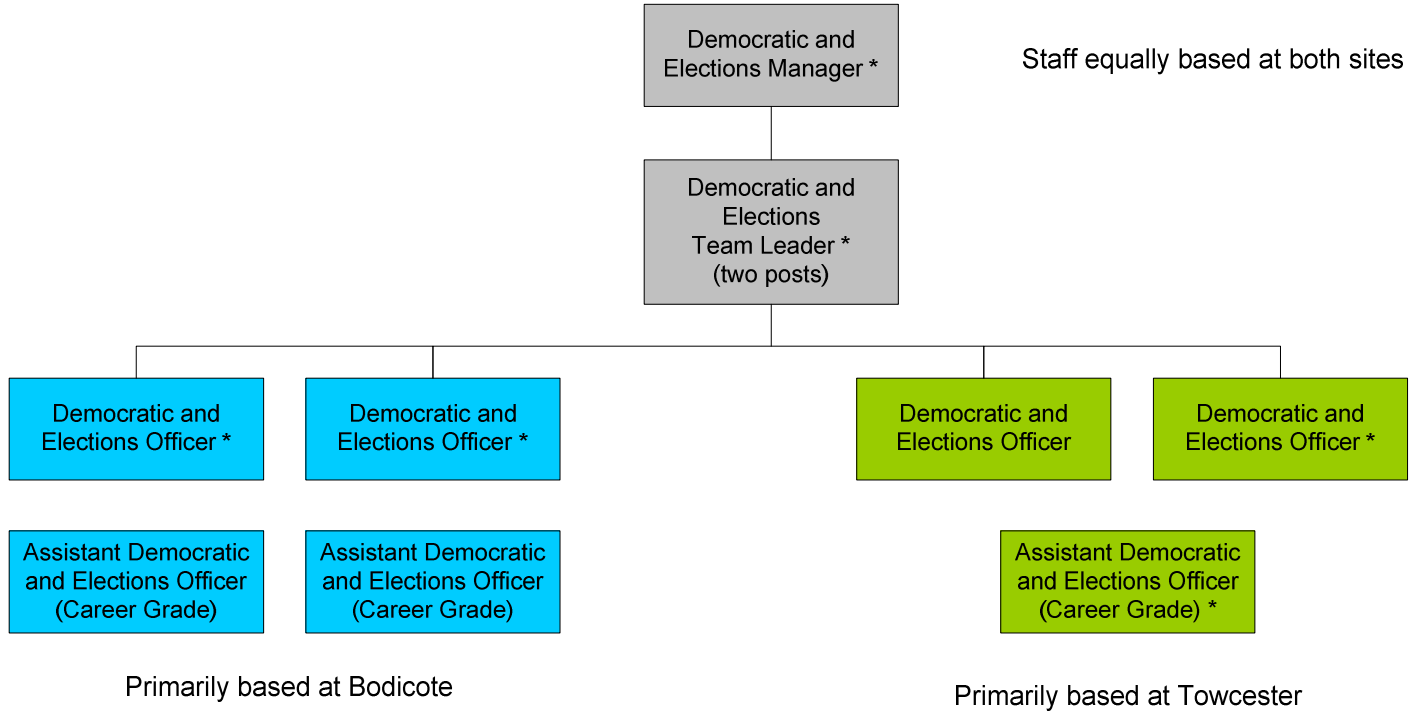 Democratic and
Elections Manager *
Staff equally based at both sites
Democratic and
Elections
Team Leader *
(two posts)
Democratic and
Elections Officer *
Democratic and
Elections Officer *
Democratic and
Elections Officer
Democratic and
Elections Officer *
Assistant Democratic
and Elections Officer
(Career Grade)
Assistant Democratic
and Elections Officer
(Career Grade)
Assistant Democratic
and Elections Officer
(Career Grade) *
Primarily based at Bodicote
Primarily based at Towcester